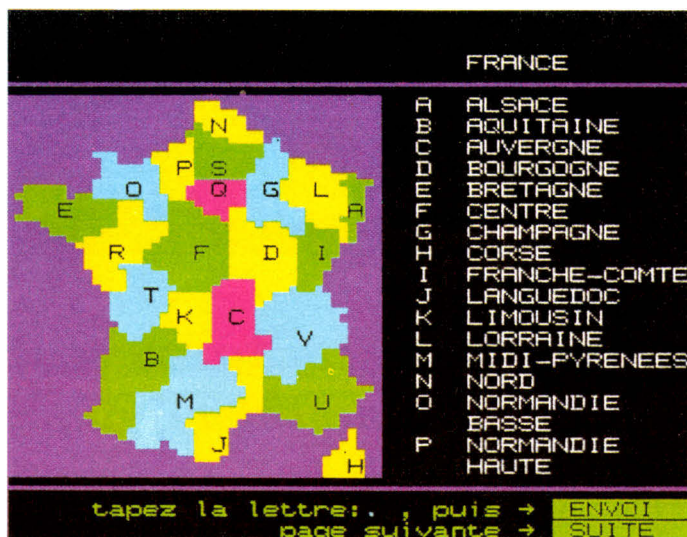 FRANCE
A ALSACE
B AQUITAINE
C AUVERGNE
D BOURGOGNE
E BRETAGNE
F CENTRE
G CHAMPAGNE
H CORSE
I FRANCHE-COMTE
J LANGUEDOC
K LIMOUSIN
L LORRAINE
M MIDI-PYRENEES
N NORD
O NORMANDIE
BASSE
P NORMANDIE
HAUTE
N
P S
O Q G L
E A
R F D I
T
K C
V
B
M U
J
H
tapez la lettre:. , puis → ENVOI
page suivante → SUITE